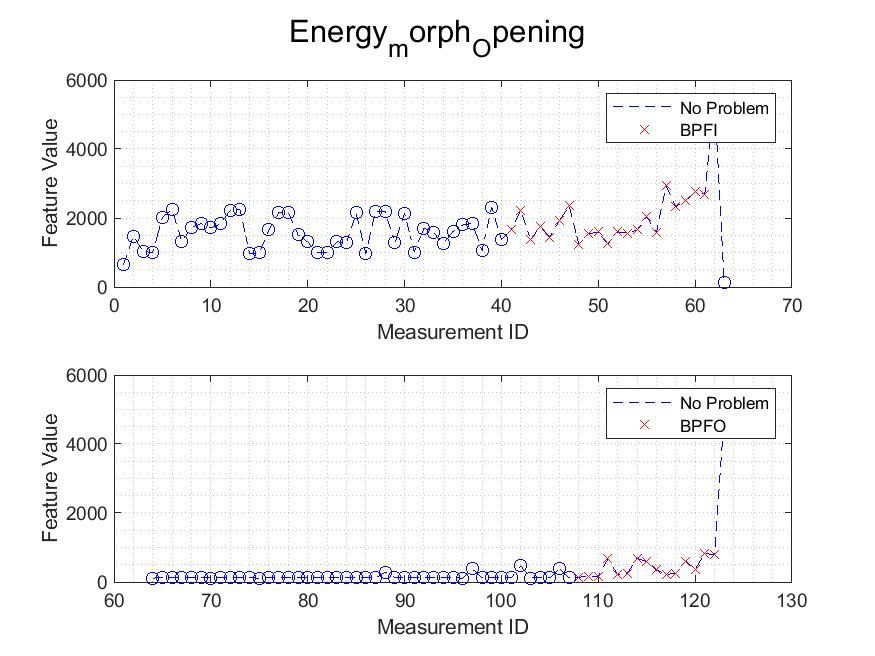 Energy_morph_Opening
6000
4000
2000
0
Feature Value
No Problem
BPFI
0 10 20 30 40 50 60 70
Measurement ID
6000
4000
2000
0
Feature Value
No Problem
BPFO
60 70 80 90 100 110 120 130
Measurement ID